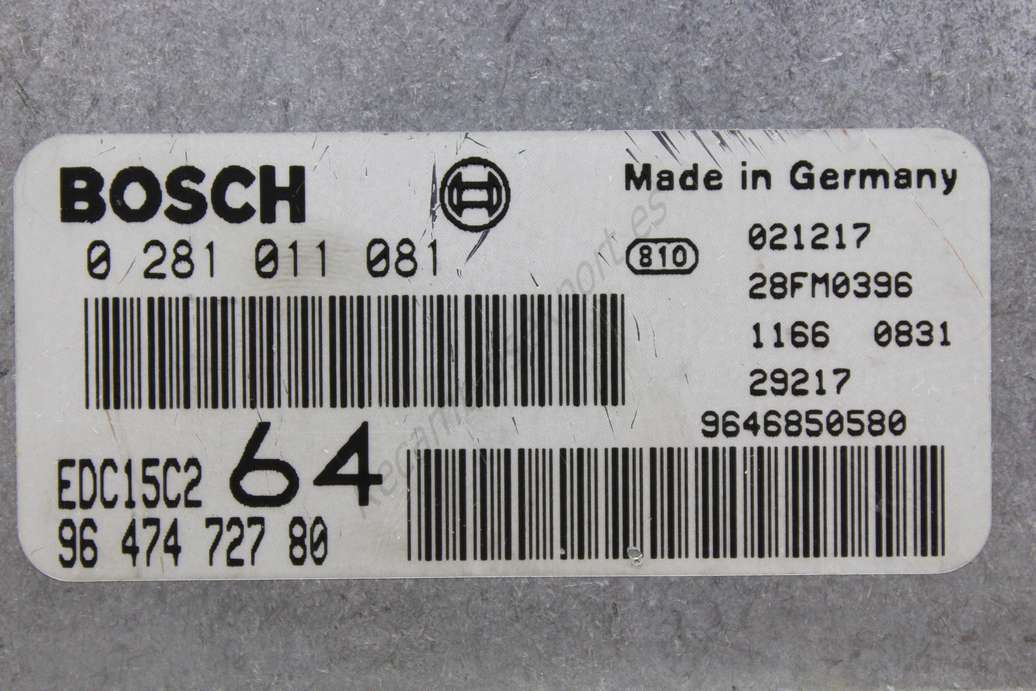 BOSCH
Made in Germany
0 281 011 081
810
021217
28FM0396
1166 0831
29217
9646850580
EDC15C2 64
96 474 727 80